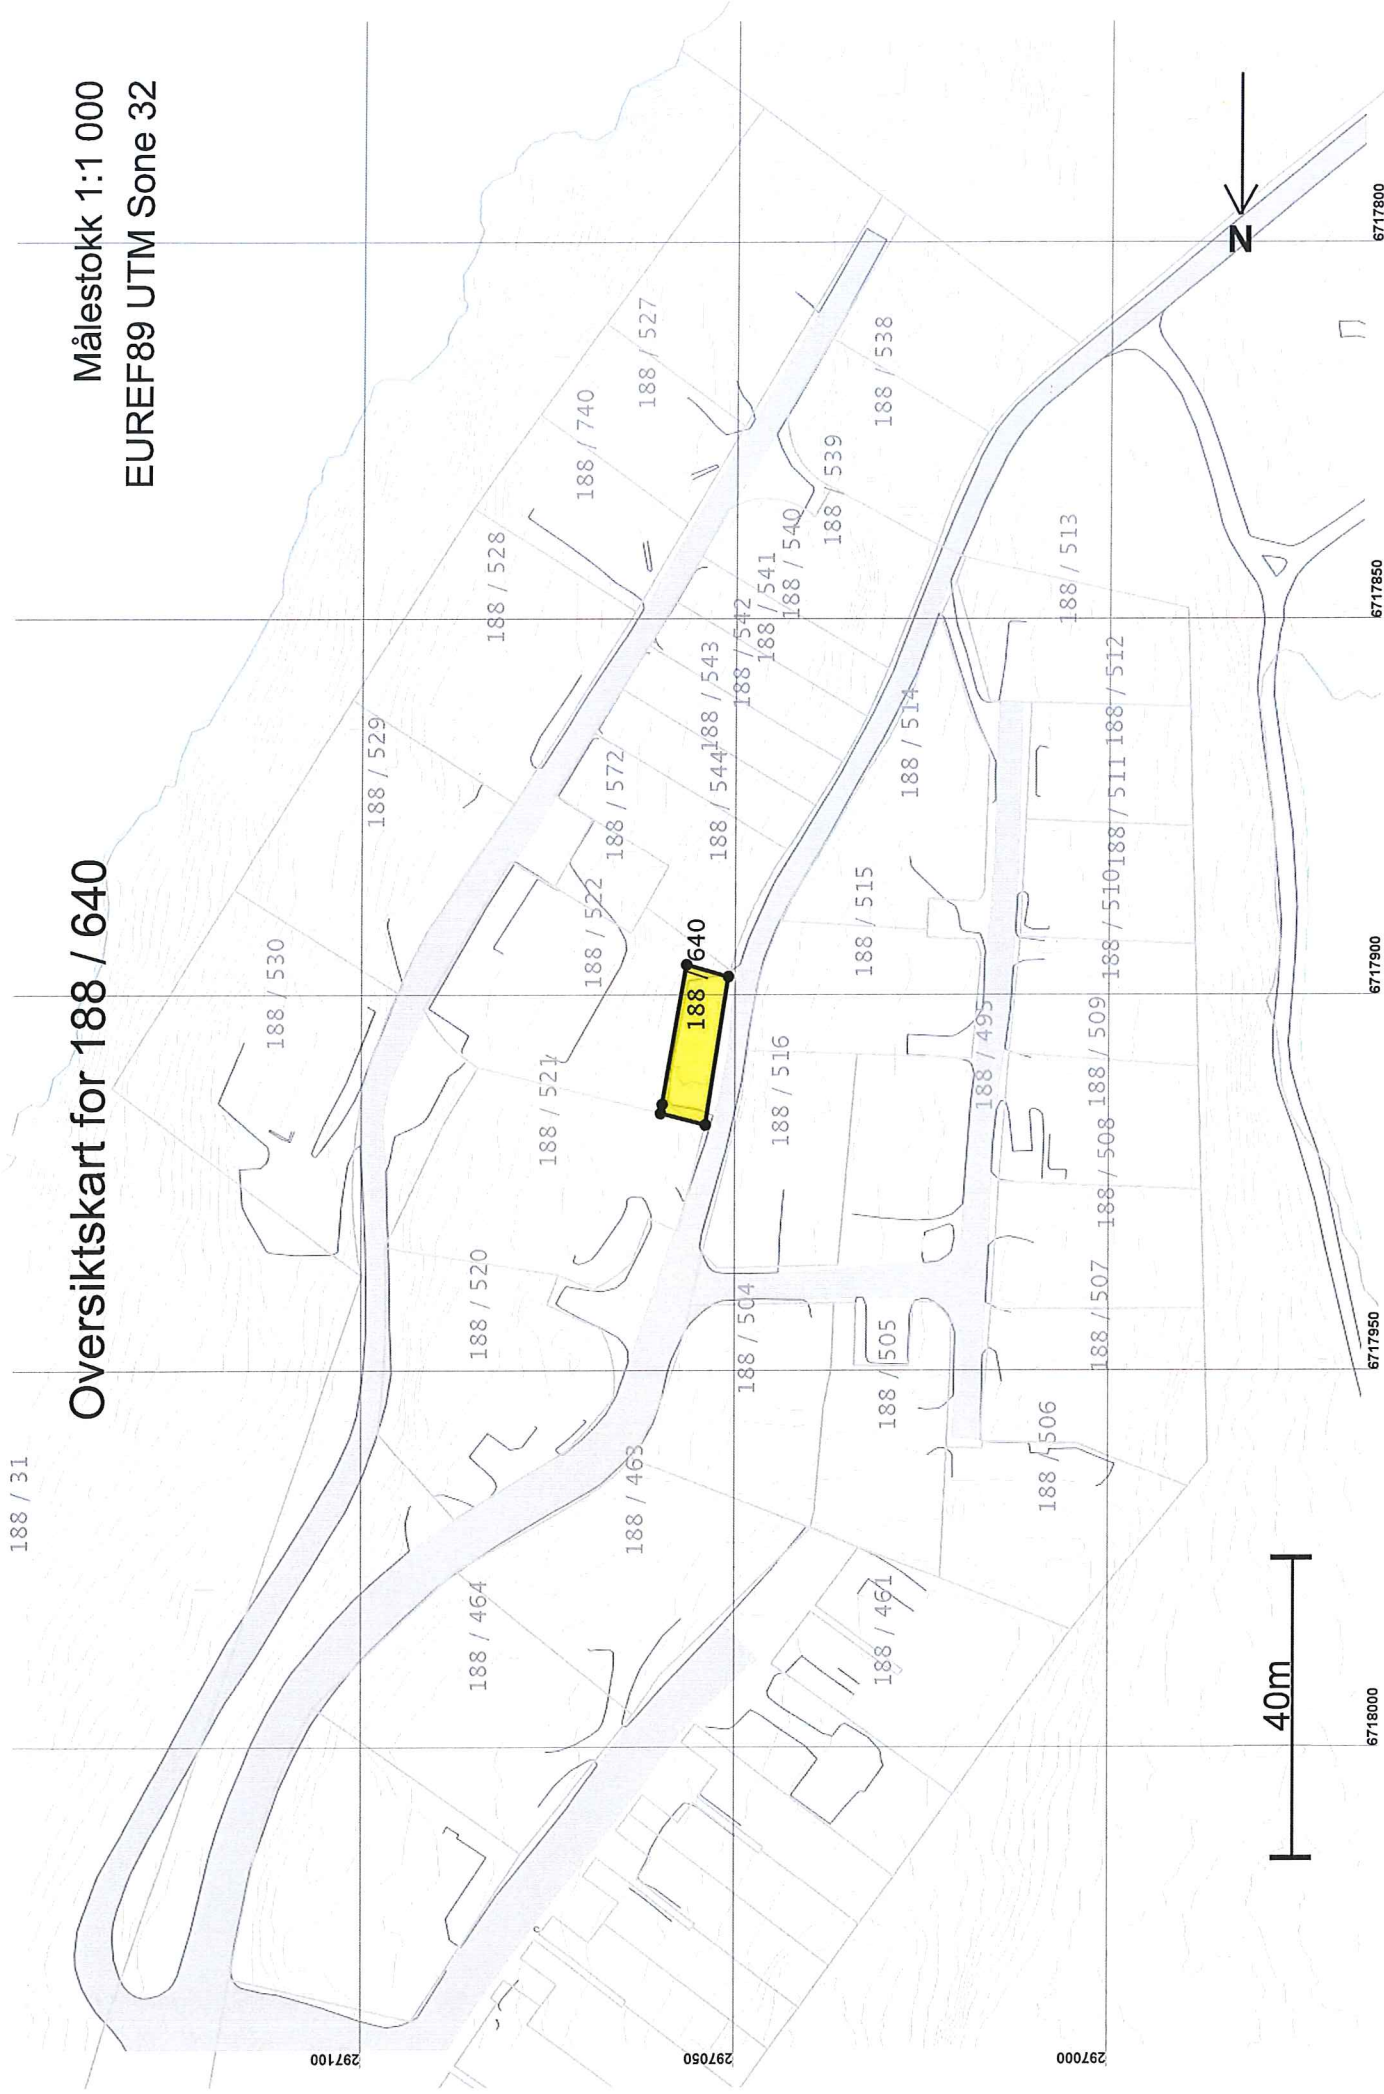 Oversiktskart for 188 / 640
Målestokk 1:1 000
EUREF89 UTM Sone 32
188 / 31
188 / 530
188 / 529
188 / 528
188 / 740
188 / 527
188 / 520
188 / 521
188 / 522
188 / 572
188 / 464
188 / 463
188 / 640
188 / 544
188 / 543
188 / 542
188 / 541
188 / 540
188 / 539
188 / 538
188 / 504
188 / 516
188 / 515
188 / 514
188 / 461
188 / 505
188 / 495
188 / 506
188 / 507
188 / 508
188 / 509
188 / 510
188 / 511
188 / 512
188 / 513
N
40m
297100
297050
297000
6718000
6717950
6717900
6717850
6717800